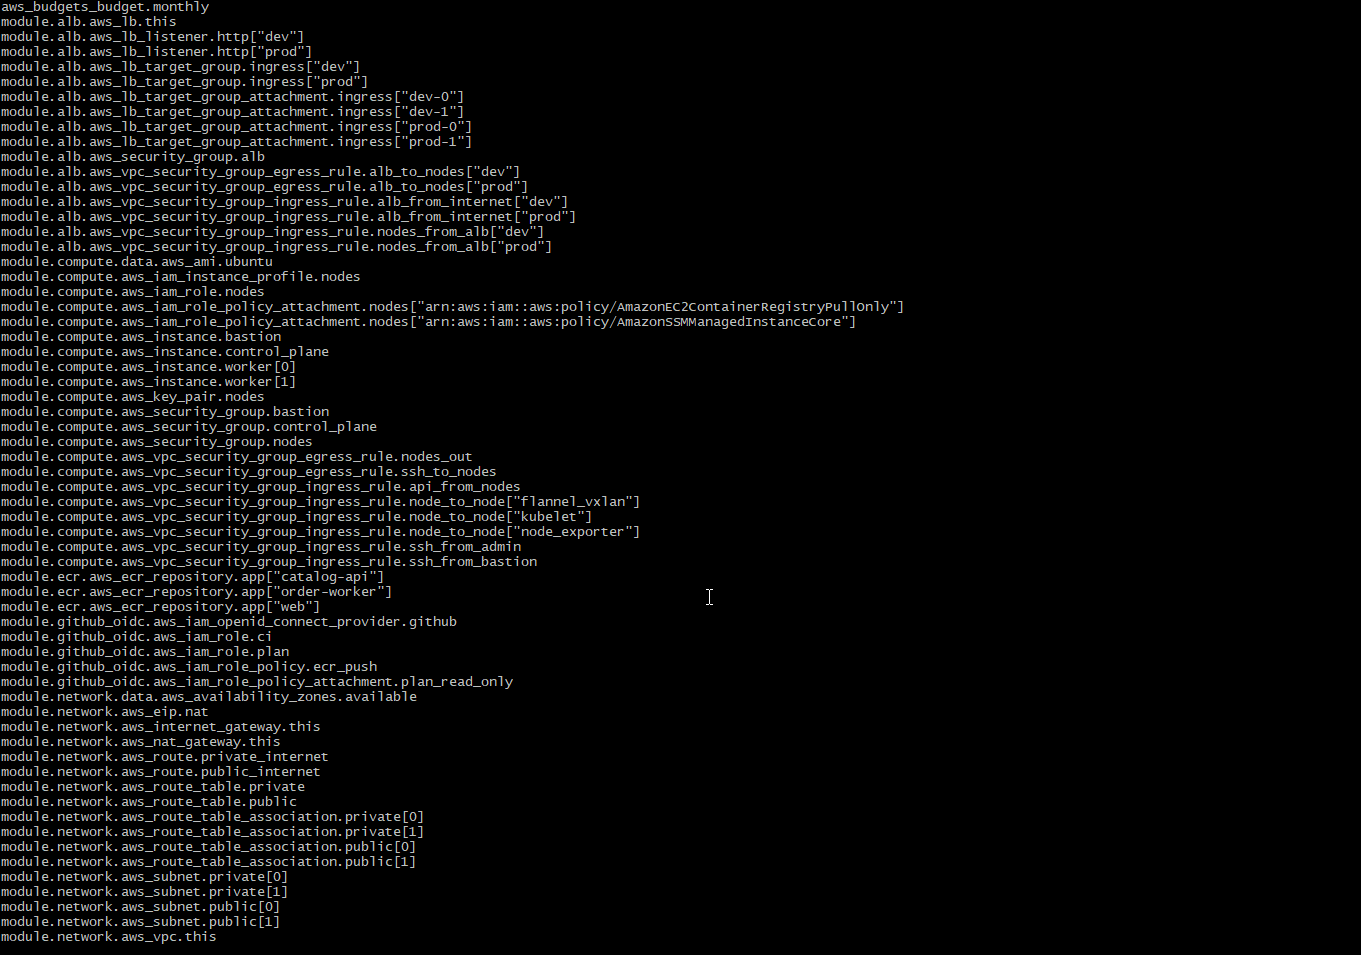 aws_budgets_budget.monthly
module.alb.aws_lb.this
module.alb.aws_lb_listener.http["dev"]
module.alb.aws_lb_listener.http["prod"]
module.alb.aws_lb_target_group.ingress["dev"]
module.alb.aws_lb_target_group.ingress["prod"]
module.alb.aws_lb_target_group_attachment.ingress["dev-0"]
module.alb.aws_lb_target_group_attachment.ingress["dev-1"]
module.alb.aws_lb_target_group_attachment.ingress["prod-0"]
module.alb.aws_lb_target_group_attachment.ingress["prod-1"]
module.alb.aws_security_group.alb
module.alb.aws_vpc_security_group_egress_rule.alb_to_nodes["dev"]
module.alb.aws_vpc_security_group_egress_rule.alb_to_nodes["prod"]
module.alb.aws_vpc_security_group_ingress_rule.alb_from_internet["dev"]
module.alb.aws_vpc_security_group_ingress_rule.alb_from_internet["prod"]
module.alb.aws_vpc_security_group_ingress_rule.nodes_from_alb["dev"]
module.alb.aws_vpc_security_group_ingress_rule.nodes_from_alb["prod"]
module.compute.data.aws_ami.ubuntu
module.compute.aws_iam_instance_profile.nodes
module.compute.aws_iam_role.nodes
module.compute.aws_iam_role_policy_attachment.nodes["arn:aws:iam::aws:policy/AmazonEC2ContainerRegistryPullOnly"]
module.compute.aws_iam_role_policy_attachment.nodes["arn:aws:iam::aws:policy/AmazonSSMManagedInstanceCore"]
module.compute.aws_instance.bastion
module.compute.aws_instance.control_plane
module.compute.aws_instance.worker[0]
module.compute.aws_instance.worker[1]
module.compute.aws_key_pair.nodes
module.compute.aws_security_group.bastion
module.compute.aws_security_group.control_plane
module.compute.aws_security_group.nodes
module.compute.aws_vpc_security_group_egress_rule.nodes_out
module.compute.aws_vpc_security_group_egress_rule.ssh_to_nodes
module.compute.aws_vpc_security_group_ingress_rule.api_from_nodes
module.compute.aws_vpc_security_group_ingress_rule.node_to_node["flannel_vxlan"]
module.compute.aws_vpc_security_group_ingress_rule.node_to_node["kubelet"]
module.compute.aws_vpc_security_group_ingress_rule.node_to_node["node_exporter"]
module.compute.aws_vpc_security_group_ingress_rule.ssh_from_admin
module.compute.aws_vpc_security_group_ingress_rule.ssh_from_bastion
module.ecr.aws_ecr_repository.app["catalog-api"]
module.ecr.aws_ecr_repository.app["order-worker"]
module.ecr.aws_ecr_repository.app["web"]
module.github_oidc.aws_iam_openid_connect_provider.github
module.github_oidc.aws_iam_role.ci
module.github_oidc.aws_iam_role.plan
module.github_oidc.aws_iam_role_policy.ecr_push
module.github_oidc.aws_iam_role_policy_attachment.plan_read_only
module.network.data.aws_availability_zones.available
module.network.aws_eip.nat
module.network.aws_internet_gateway.this
module.network.aws_nat_gateway.this
module.network.aws_route.private_internet
module.network.aws_route.public_internet
module.network.aws_route_table.private
module.network.aws_route_table.public
module.network.aws_route_table_association.private[0]
module.network.aws_route_table_association.private[1]
module.network.aws_route_table_association.public[0]
module.network.aws_route_table_association.public[1]
module.network.aws_subnet.private[0]
module.network.aws_subnet.private[1]
module.network.aws_subnet.public[0]
module.network.aws_subnet.public[1]
module.network.aws_vpc.this